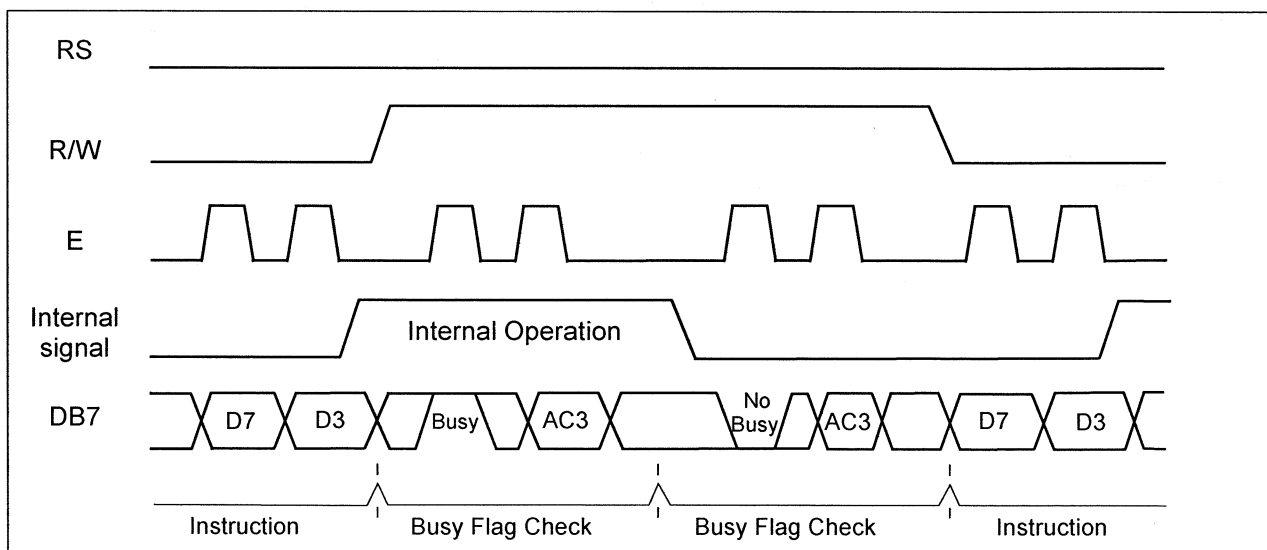 RS
R/W
E
Internal
signal
Internal Operation
DB7
D7
D3
Busy
AC3
No
Busy
AC3
D7
D3
Instruction
Busy Flag Check
Busy Flag Check
Instruction